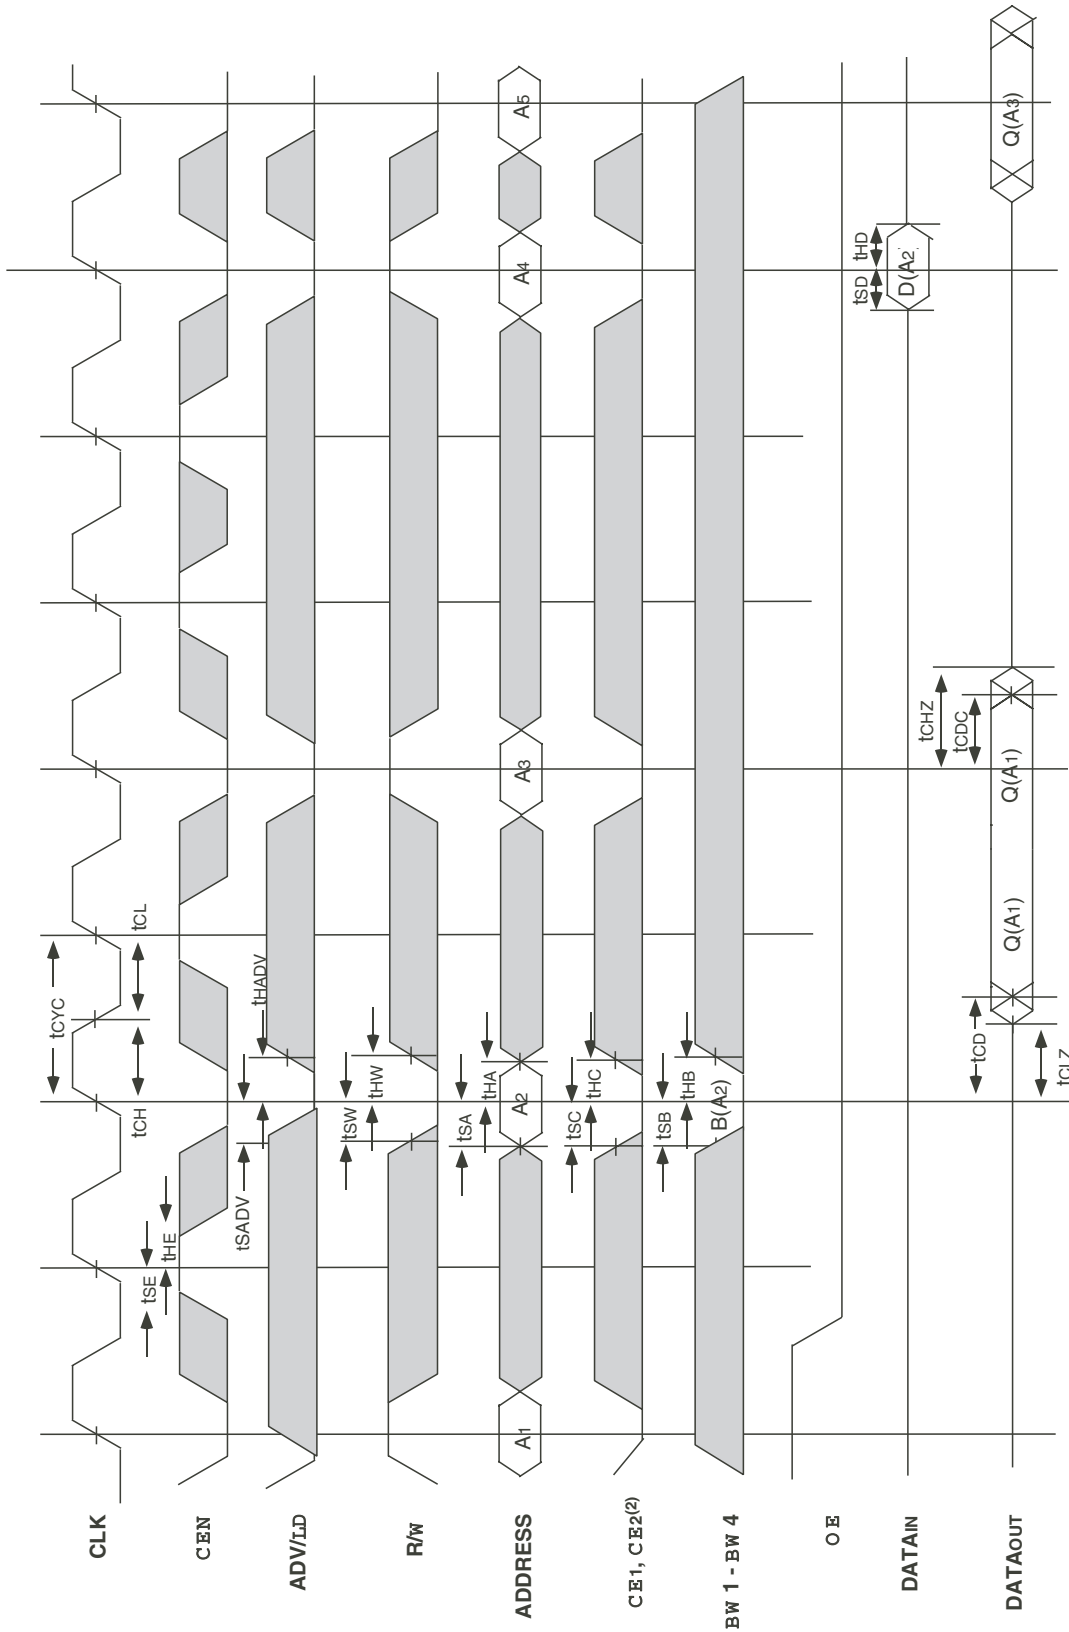 CLK
tCYC
tCH
tCL
tSE
tHE
CEN
ADV/LD
tSADV
tHADV
R/W
tSW
tHW
ADDRESS
A1
tSA
tHA
A2
A3
A4
A5
CE1, CE2(2)
tSC
tHC
BW1 - BW4
tSB
tHB
B(A2)
OE
DATAIN
tSD
tHD
D(A2)
DATAOUT
tCLZ
tCD
Q(A1)
Q(A1)
tCHZ
tCDC
Q(A3)